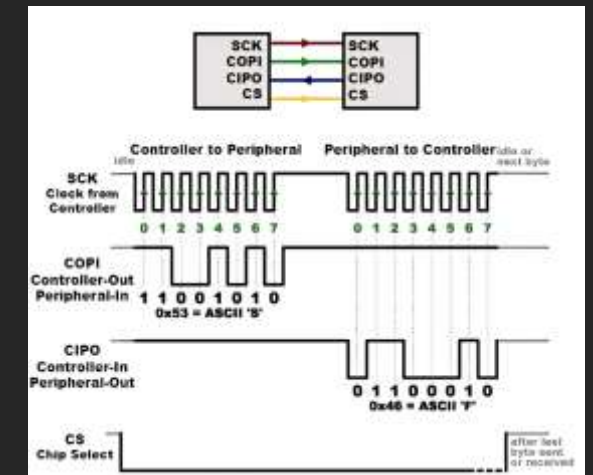 SCK SCK
COPI COPI
CIPO CIPO
CS CS
Controller to Peripheral Peripheral to Controller
idle
idle or
next byte
SCK
Clock from
Controller
0 1 2 3 4 5 6 7 0 1 2 3 4 5 6 7
COPI
Controller-Out
Peripheral-In
1 1 0 0 1 0 1 0
0x53 = ASCII 'S'
CIPO
Controller-In
Peripheral-Out
0 1 1 0 0 0 1 0
0x46 = ASCII 'F'
CS
Chip Select
after last
byte sent
or received